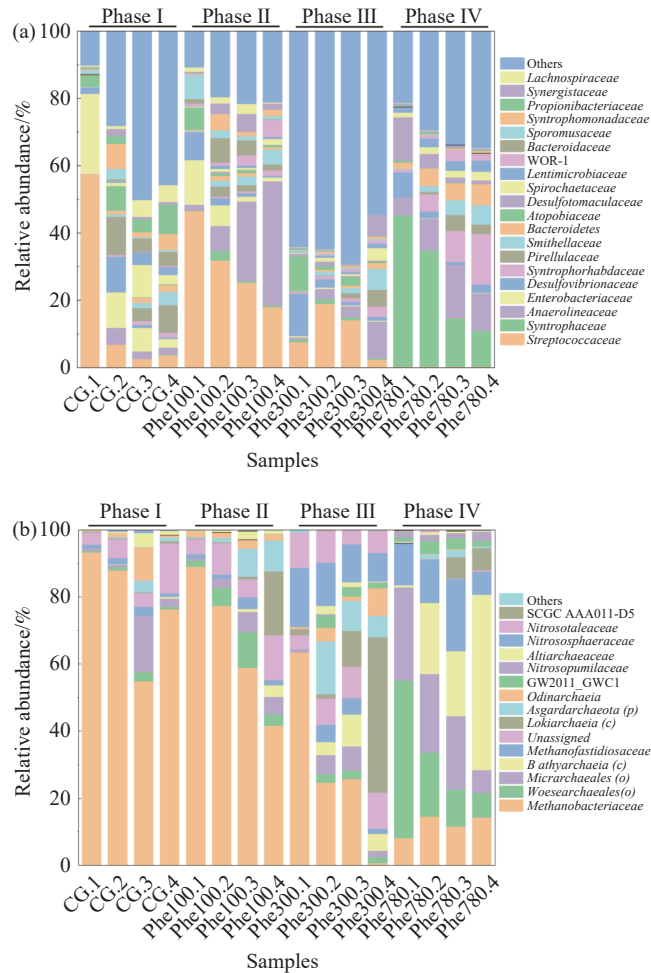 (a)
Phase I Phase II Phase III Phase IV
100
80
60
40
20
0
Relative abundance/%
CG.1 CG.2 CG.3 CG.4 Phe100.1 Phe100.2 Phe100.3 Phe100.4 Phe300.1 Phe300.2 Phe300.3 Phe300.4 Phe780.1 Phe780.2 Phe780.3 Phe780.4
Samples
Others
Lachnospiraceae
Synergistaceae
Propionibacteriaceae
Syntrophomonadaceae
Sporomusaceae
Bacteroidaceae
WOR-1
Lentimicrobiaceae
Spirochaetaceae
Desulfotomaculaceae
Atopobiaceae
Bacteroidetes
Smithellaceae
Pirellulaceae
Syntrophorhabdaceae
Desulfovibrionaceae
Enterobacteriaceae
Anaerolineaceae
Syntrophaceae
Streptococcaceae
(b)
Phase I Phase II Phase III Phase IV
100
80
60
40
20
0
Relative abundance/%
CG.1 CG.2 CG.3 CG.4 Phe100.1 Phe100.2 Phe100.3 Phe100.4 Phe300.1 Phe300.2 Phe300.3 Phe300.4 Phe780.1 Phe780.2 Phe780.3 Phe780.4
Samples
Others
SCGC AAA011-D5
Nitrosotaleaceae
Nitrososphaeraceae
Altiarchaeaceae
Nitrosopumilaceae
GW2011_GWC1
Odinarchaeia
Asgardarchaeota (p)
Lokiarchaeia (c)
Unassigned
Methanofastidiosaceae
B athyarchaeia (c)
Micrarchaeales (o)
Woesearchaeales(o)
Methanobacteriaceae